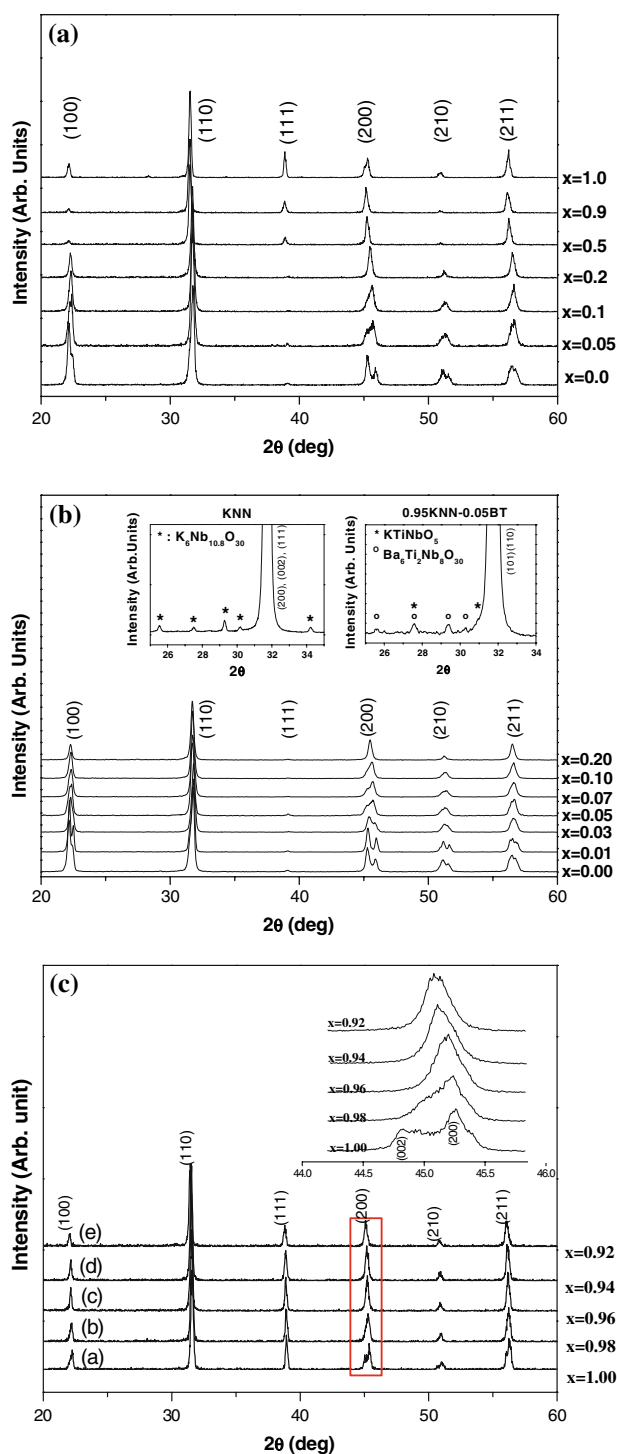 (a)
Intensity (Arb. Units)
(100)
(110)
(111)
(200)
(210)
(211)
x=1.0
x=0.9
x=0.5
x=0.2
x=0.1
x=0.05
x=0.0
20 30 40 50 60
2θ (deg)
(b)
Intensity (Arb. Units)
KNN
Intensity (Arb.Units)
* : K6Nb10.8O30
(200), (002), (111)
* * * * *
26 28 30 32 34
2θ
0.95KNN-0.05BT
Intensity (Arb.Units)
* KTiNbO5
o Ba6Ti2Nb8O30
(101)(110)
o * o o o *
26 28 30 32 34
2θ
(100)
(110)
(111)
(200)
(210)
(211)
x=0.20
x=0.10
x=0.07
x=0.05
x=0.03
x=0.01
x=0.00
20 30 40 50 60
2θ (deg)
(c)
Intensity (Arb. unit)
x=0.92
x=0.94
x=0.96
x=0.98
x=1.00
(002)
(200)
44.0 44.5 45.0 45.5 46.0
(100)
(110)
(111)
(200)
(210)
(211)
(e)
(d)
(c)
(b)
(a)
x=0.92
x=0.94
x=0.96
x=0.98
x=1.00
20 30 40 50 60
2θ (deg)